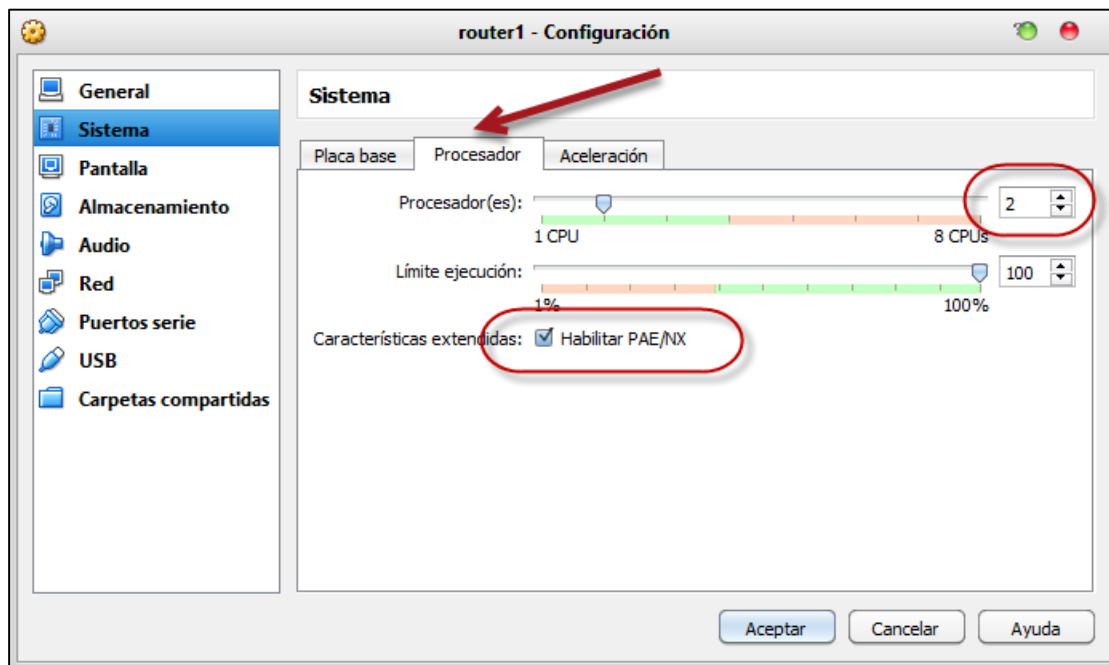 router1 - Configuración
General
Sistema
Pantalla
Almacenamiento
Audio
Red
Puertos serie
USB
Carpetas compartidas
Sistema
Placa base Procesador Aceleración
Procesador(es): 2
1 CPU 8 CPUs
Límite ejecución: 100
1% 100%
Características extendidas: Habilitar PAE/NX
Aceptar Cancelar Ayuda